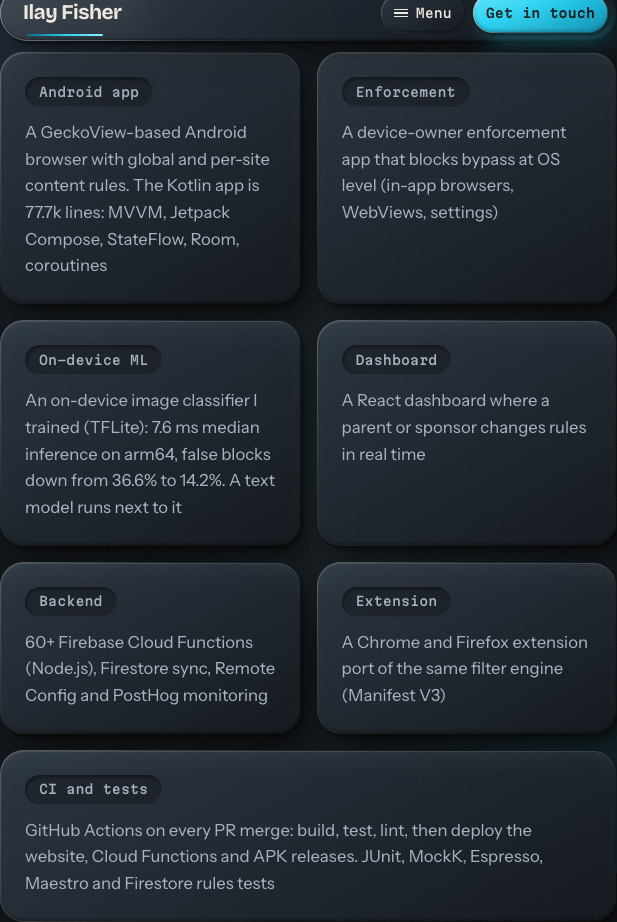 Ilay Fisher
Menu
Get in touch
Android app
A GeckoView-based Android
browser with global and per-site
content rules. The Kotlin app is
77.7k lines: MVVM, Jetpack
Compose, StateFlow, Room,
coroutines
Enforcement
A device-owner enforcement
app that blocks bypass at OS
level (in-app browsers,
WebViews, settings)
On-device ML
An on-device image classifier I
trained (TFLite): 7.6 ms median
inference on arm64, false blocks
down from 36.6% to 14.2%. A text
model runs next to it
Dashboard
A React dashboard where a
parent or sponsor changes rules
in real time
Backend
60+ Firebase Cloud Functions
(Node.js), Firestore sync, Remote
Config and PostHog monitoring
Extension
A Chrome and Firefox extension
port of the same filter engine
(Manifest V3)
CI and tests
GitHub Actions on every PR merge: build, test, lint, then deploy the
website, Cloud Functions and APK releases. JUnit, MockK, Espresso,
Maestro and Firestore rules tests